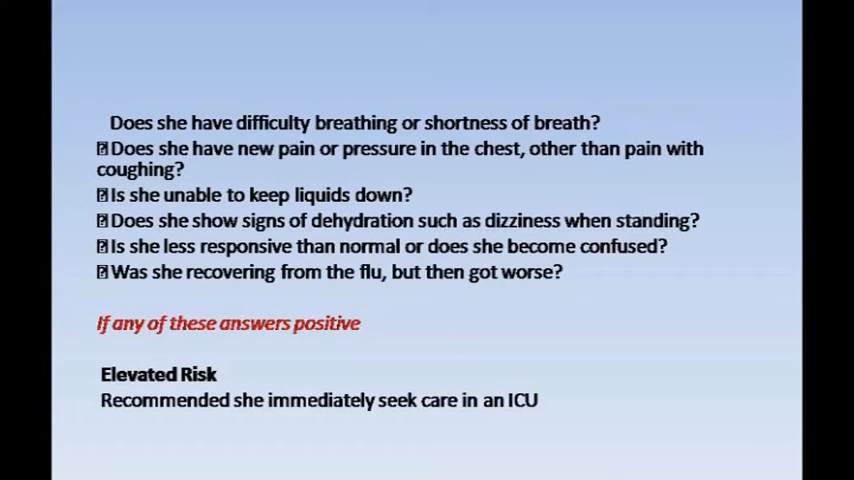 Does she have difficulty breathing or shortness of breath?
Does she have new pain or pressure in the chest, other than pain with
coughing?
Is she unable to keep liquids down?
Does she show signs of dehydration such as dizziness when standing?
Is she less responsive than normal or does she become confused?
Was she recovering from the flu, but then got worse?
If any of these answers positive
Elevated Risk
Recommended she immediately seek care in an ICU